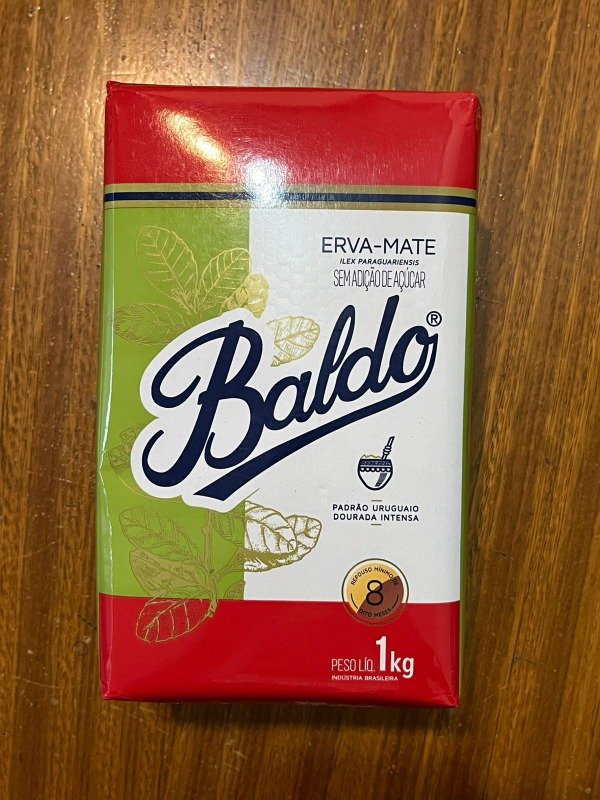 ERVA-MATE
ILEX PARAGUARIENSIS
SEM ADIÇÃO DE AÇÚCAR
Baldo®
PADRÃO URUGUAIO
DOURADA INTENSA
REPOUSO MÍNIMO DE
8
OITO MESES
PESO LÍQ. 1kg
INDÚSTRIA BRASILEIRA